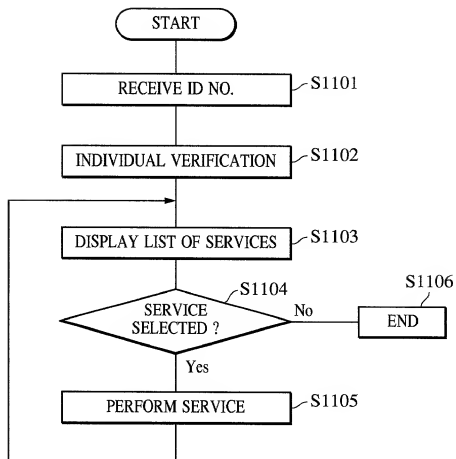 START
RECEIVE ID NO.
S1101
INDIVIDUAL VERIFICATION
S1102
DISPLAY LIST OF SERVICES
S1103
S1104
SERVICE
SELECTED ?
No
S1106
END
Yes
PERFORM SERVICE
S1105